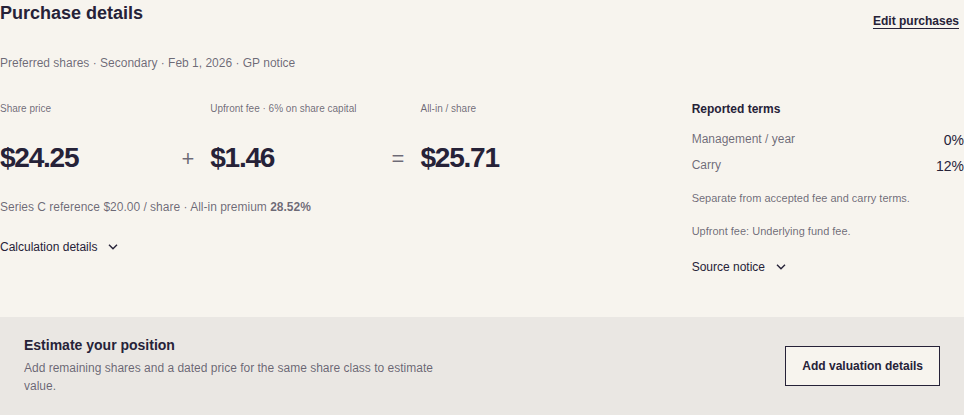 Purchase details
Edit purchases
Preferred shares · Secondary · Feb 1, 2026 · GP notice
Share price
Upfront fee · 6% on share capital
All-in / share
$24.25
+
$1.46
=
$25.71
Series C reference $20.00 / share · All-in premium 28.52%
Calculation details
Reported terms
Management / year 0%
Carry 12%
Separate from accepted fee and carry terms.
Upfront fee: Underlying fund fee.
Source notice
Estimate your position
Add remaining shares and a dated price for the same share class to estimate
value.
Add valuation details